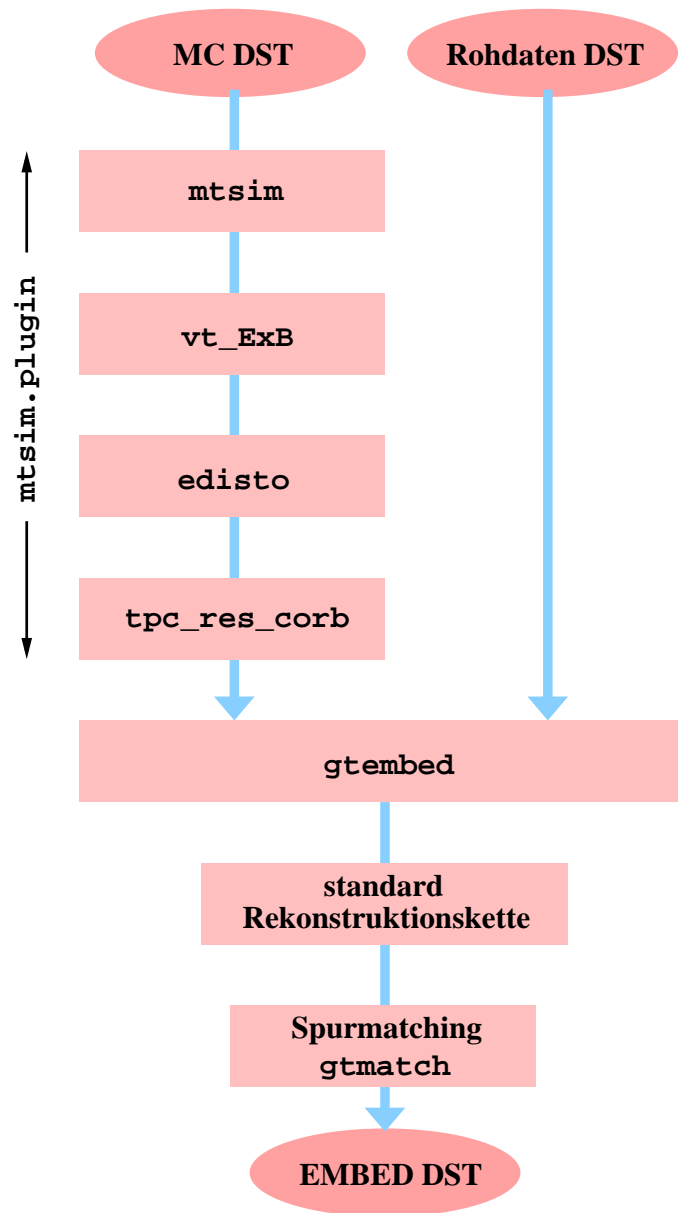 MC DST
Rohdaten DST
mtsim
vt_ExB
edisto
tpc_res_corb
mtsim.plugin
gtembed
standard
Rekonstruktionskette
Spurmatching
gtmatch
EMBED DST